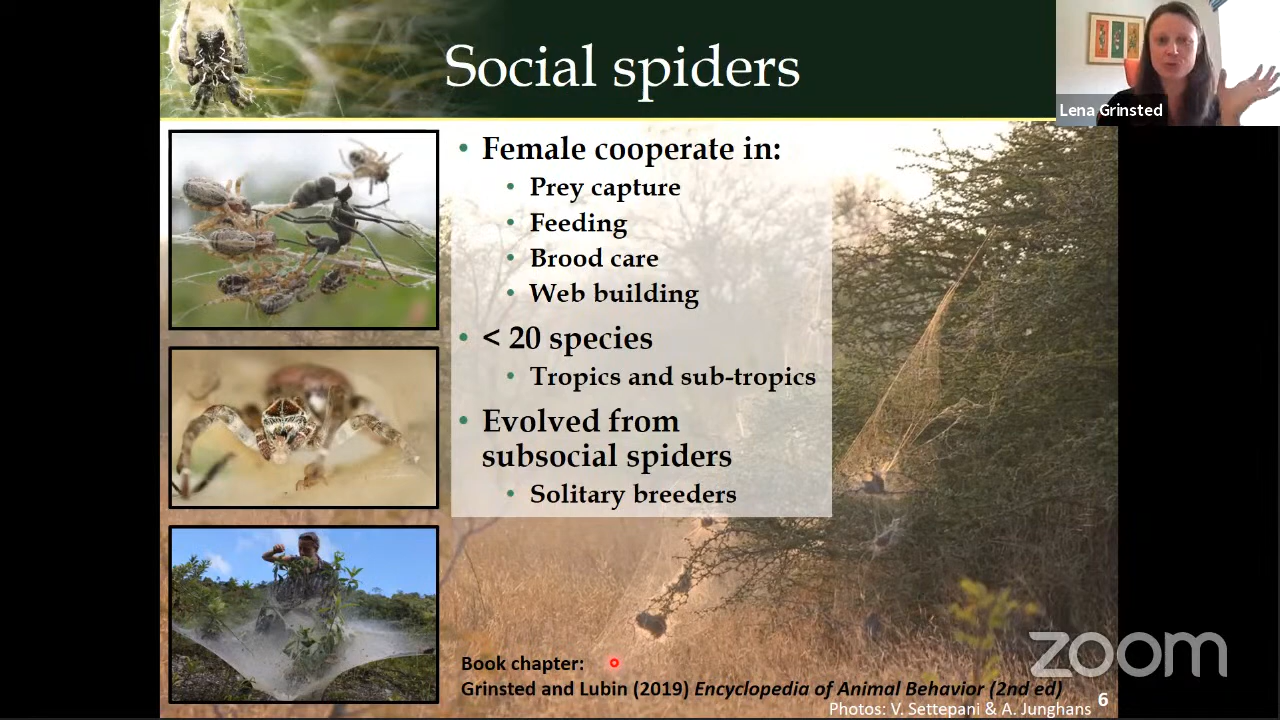 Social spiders
Lena Grinsted
• Female cooperate in:
• Prey capture
• Feeding
• Brood care
• Web building
• < 20 species
• Tropics and sub-tropics
• Evolved from
subsocial spiders
• Solitary breeders
Book chapter:
Grinsted and Lubin (2019) Encyclopedia of Animal Behavior (2nd ed)
Photos: V. Settepani & A. Junghans
6
zoom